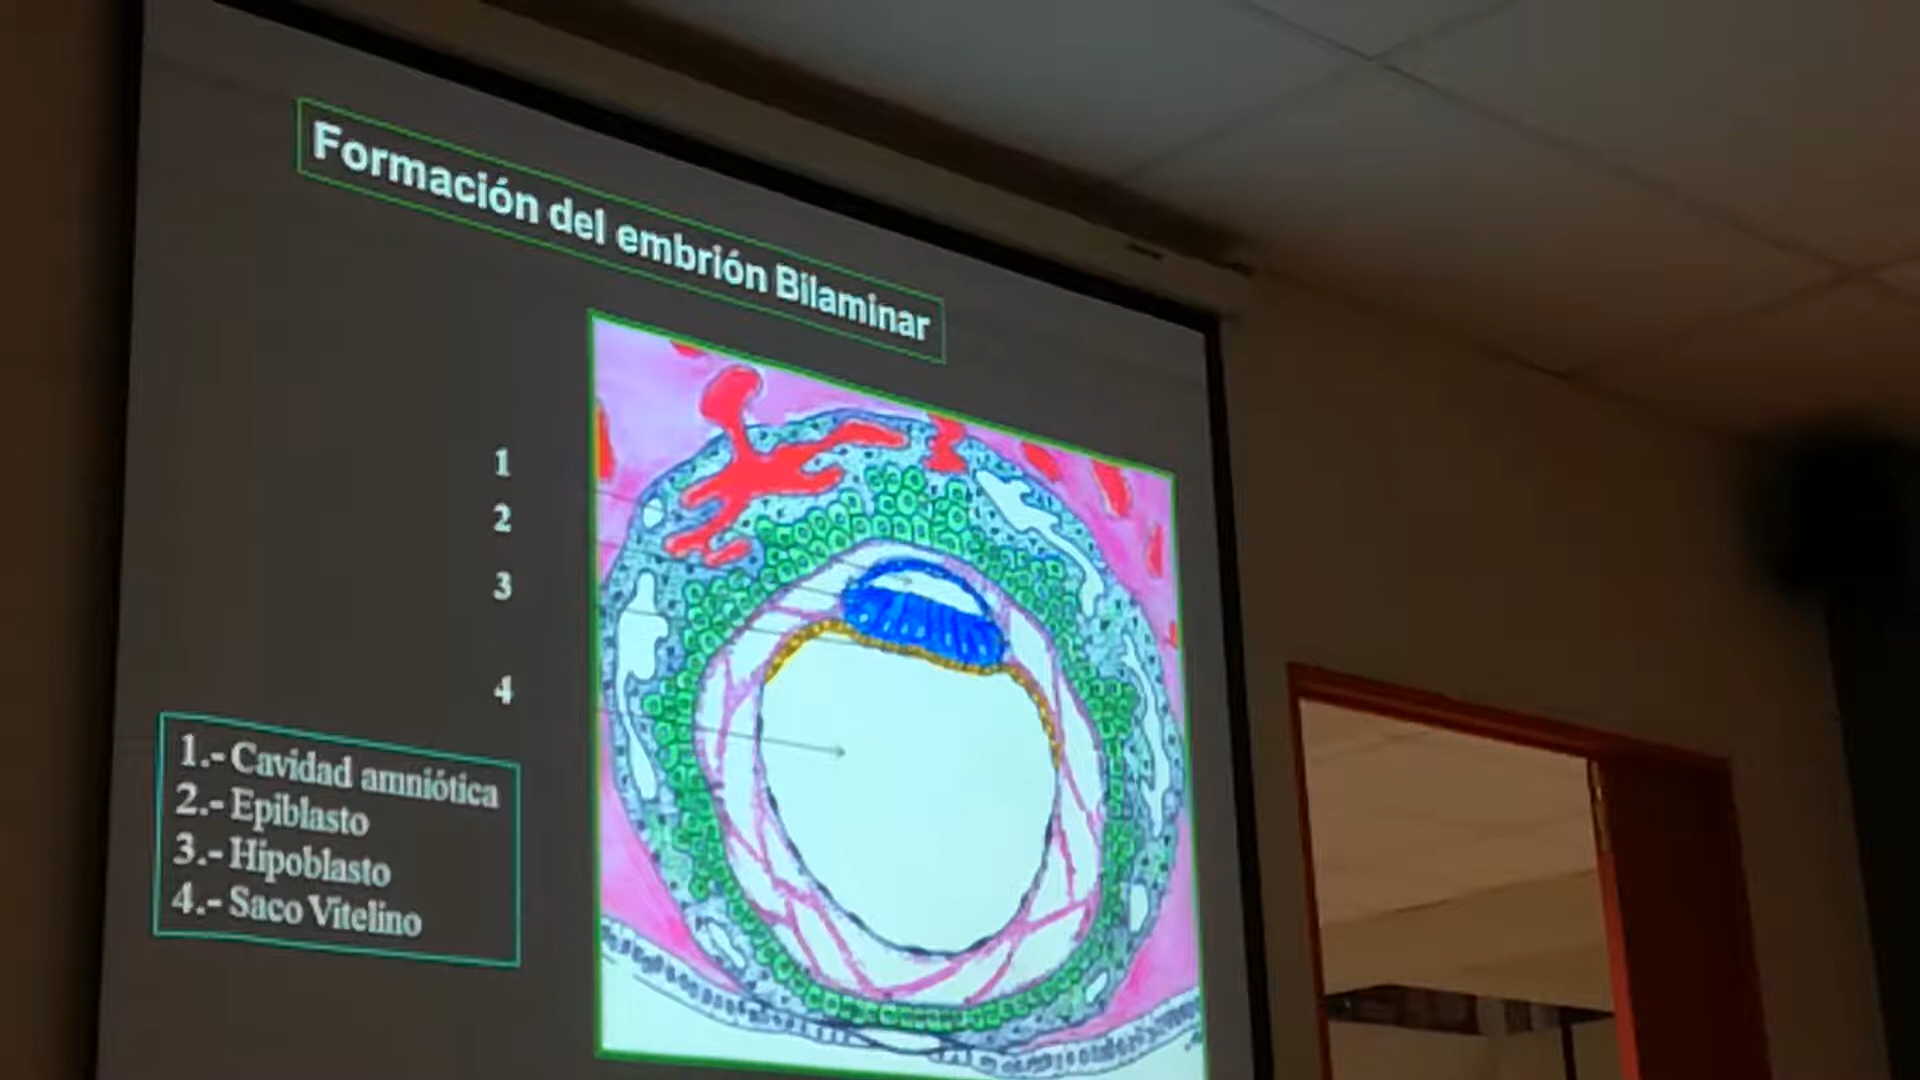 Formación del embrión Bilaminar
1
2
3
4
1.- Cavidad amniótica
2.- Epiblasto
3.- Hipoblasto
4.- Saco Vitelino